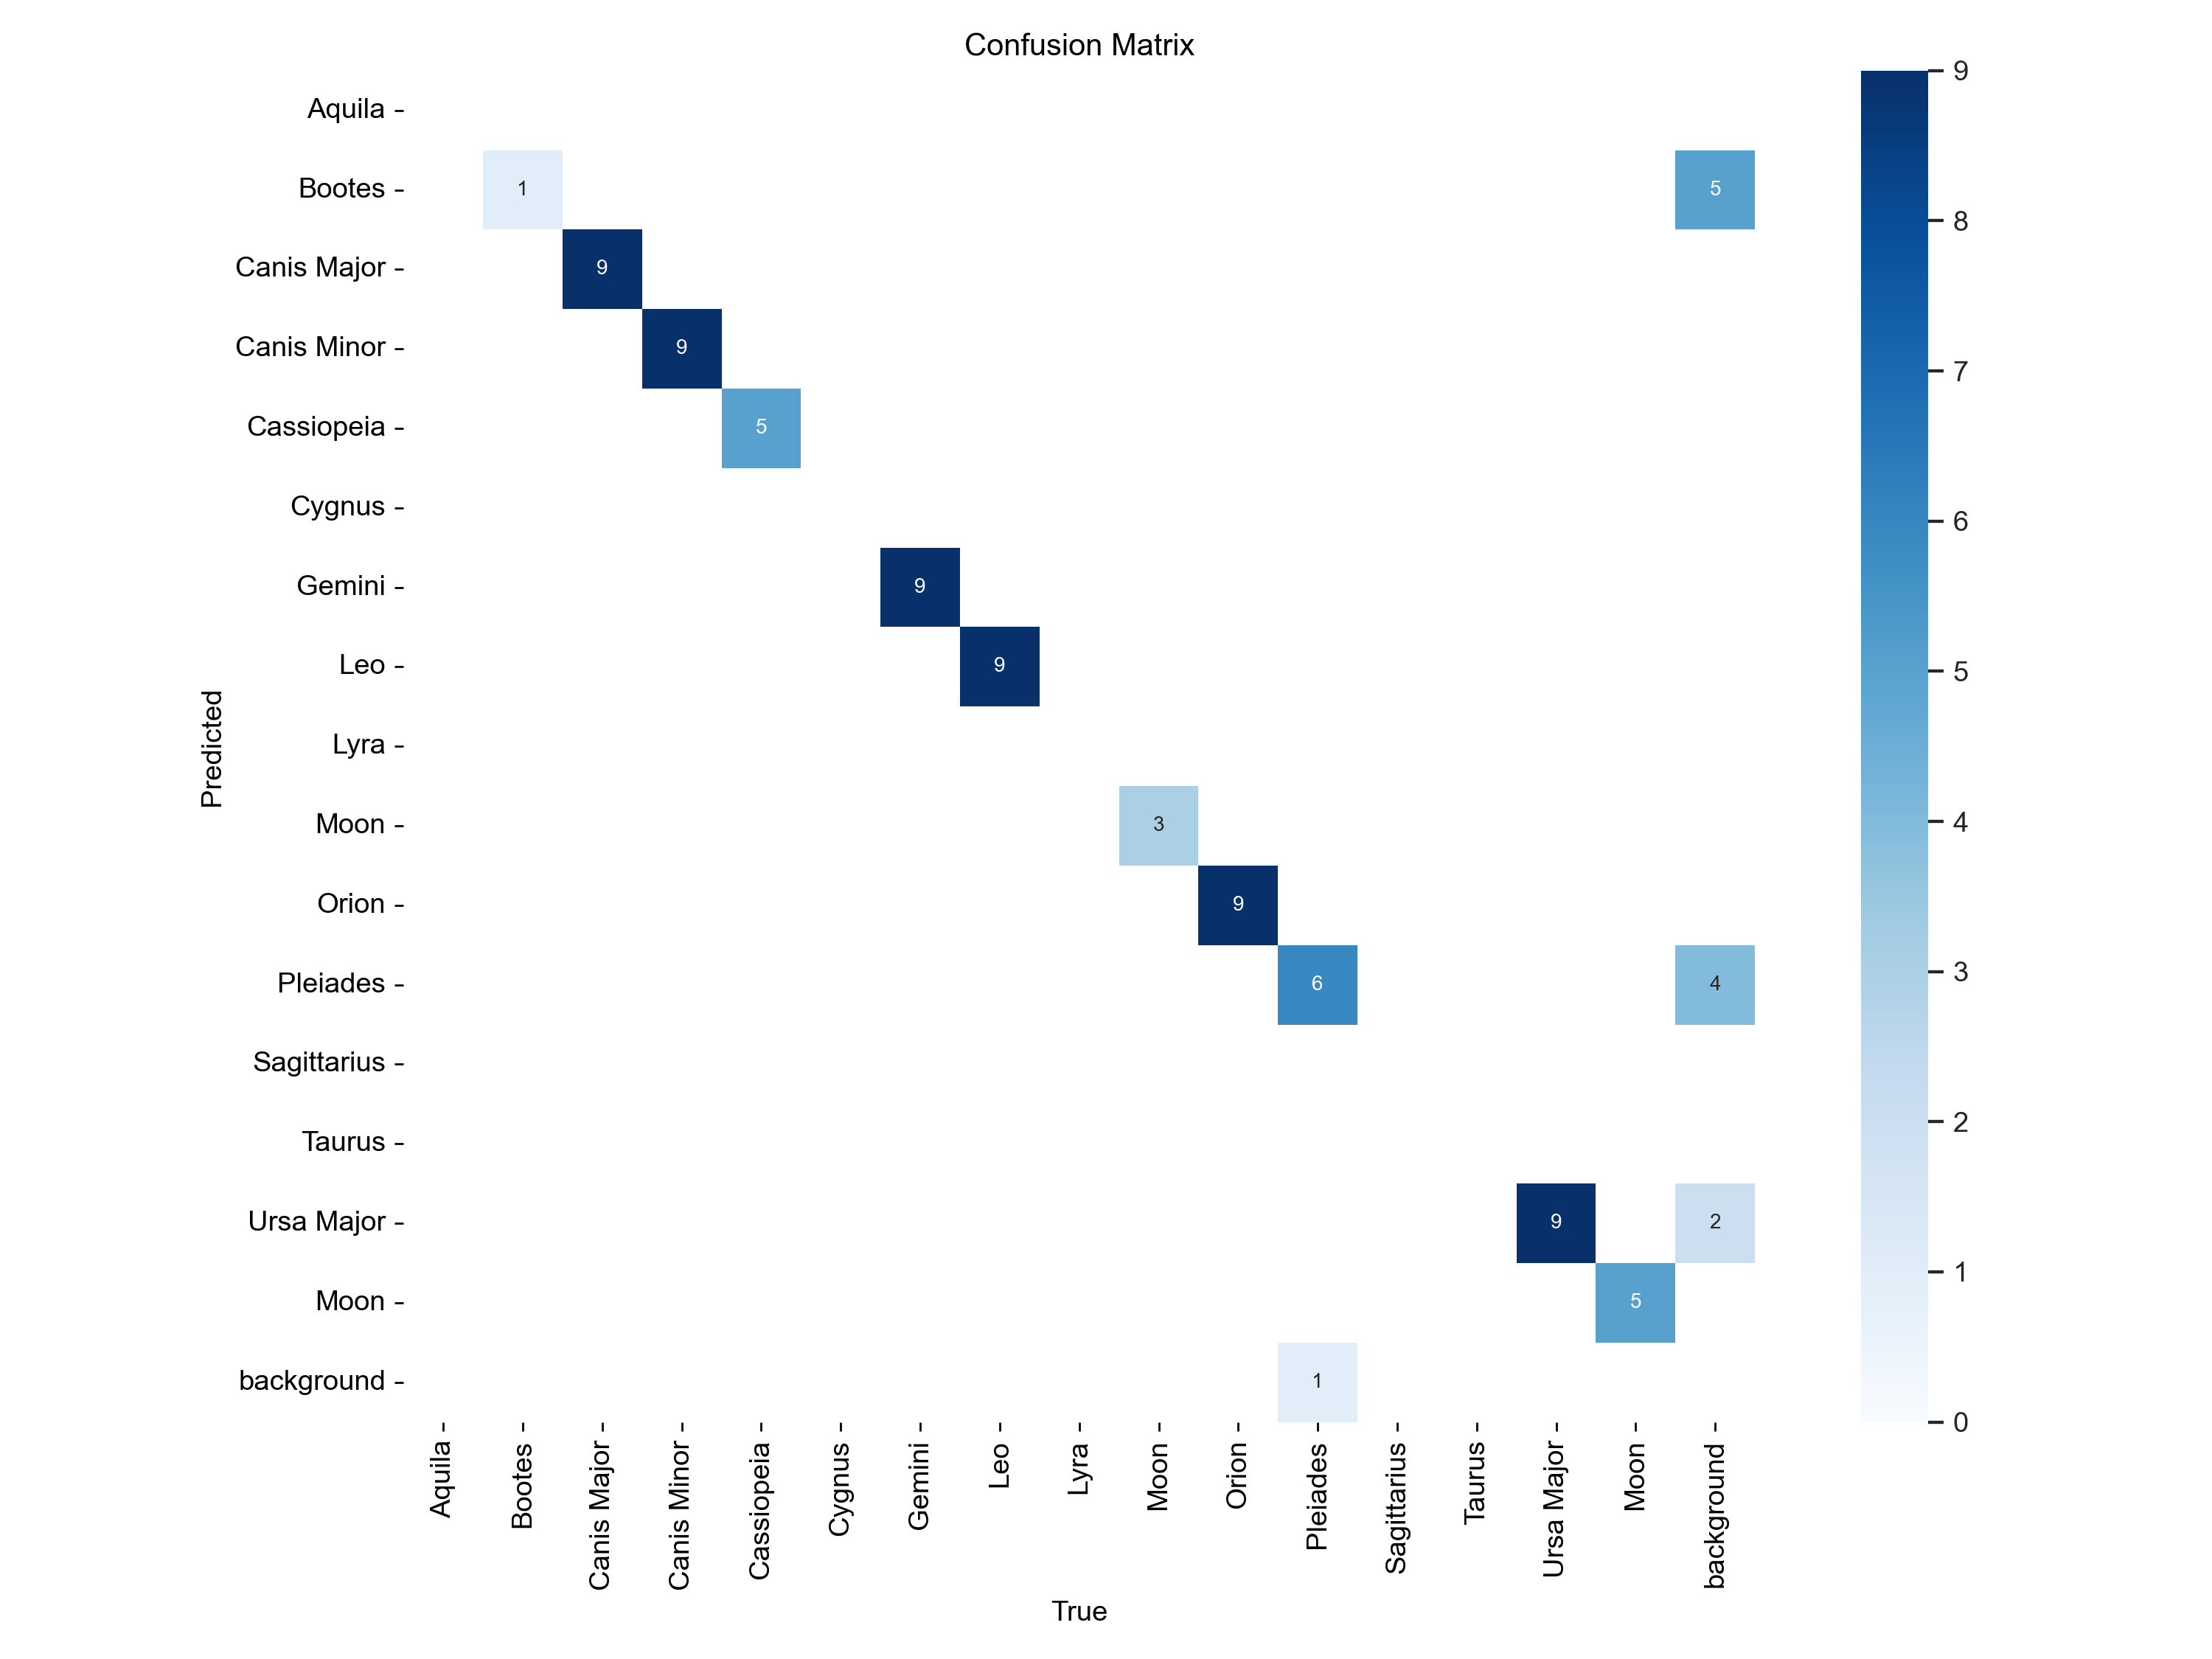 Confusion Matrix
Aquila
Bootes 1 5
Canis Major 9
Canis Minor 9
Cassiopeia 5
Cygnus
Gemini 9
Leo 9
Lyra
Moon 3
Orion 9
Pleiades 6 4
Sagittarius
Taurus
Ursa Major 9 2
Moon 5
background 1
Predicted
Aquila
Bootes
Canis Major
Canis Minor
Cassiopeia
Cygnus
Gemini
Leo
Lyra
Moon
Orion
Pleiades
Sagittarius
Taurus
Ursa Major
Moon
background
True
9
8
7
6
5
4
3
2
1
0